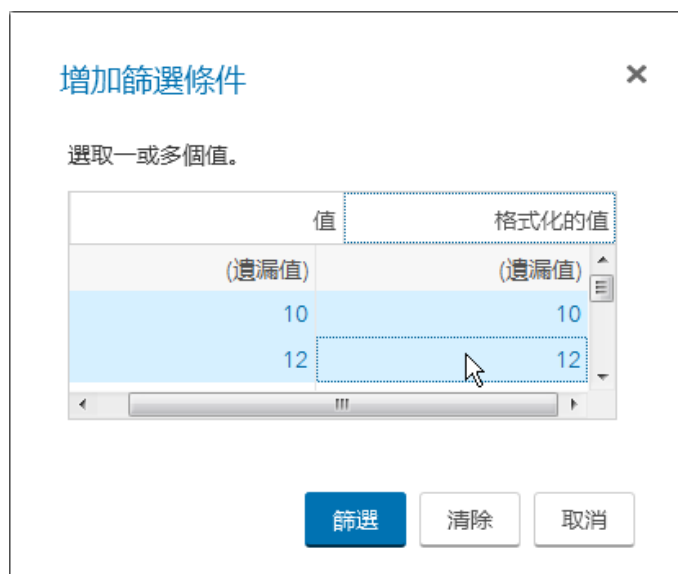 增加篩選條件
選取一或多個值。
值 格式化的值
(遺漏值) (遺漏值)
10 10
12 12
篩選 清除 取消